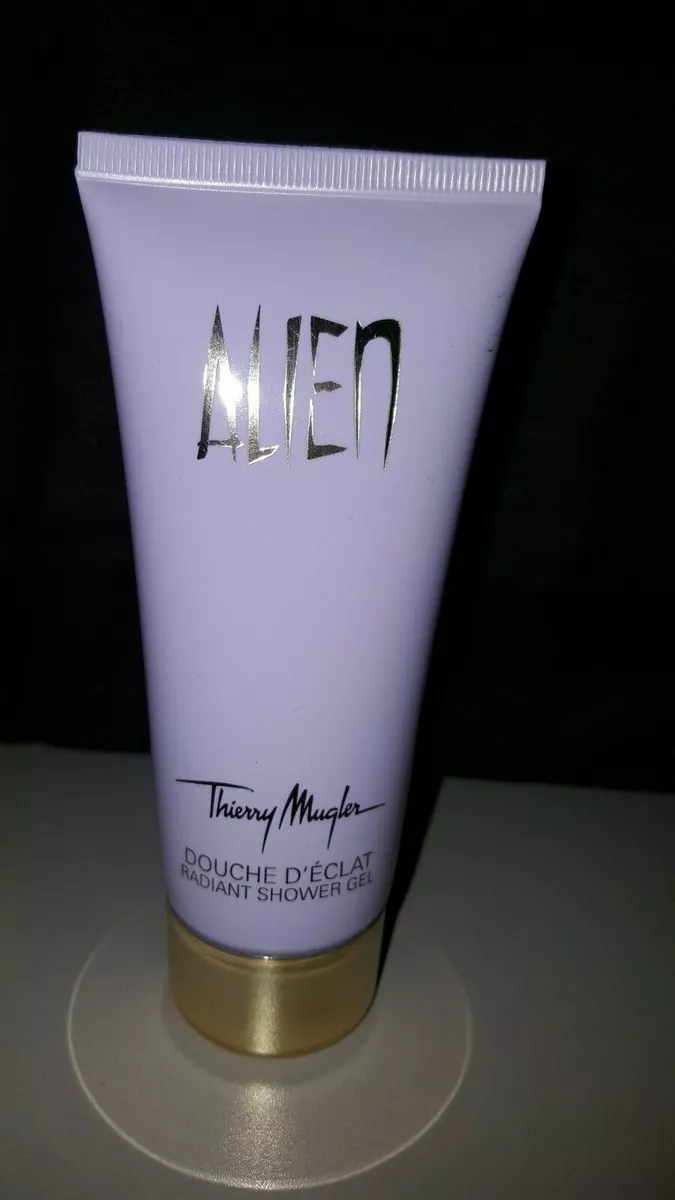 ALIEN
Thierry Mugler
DOUCHE D'ÉCLAT
RADIANT SHOWER GEL